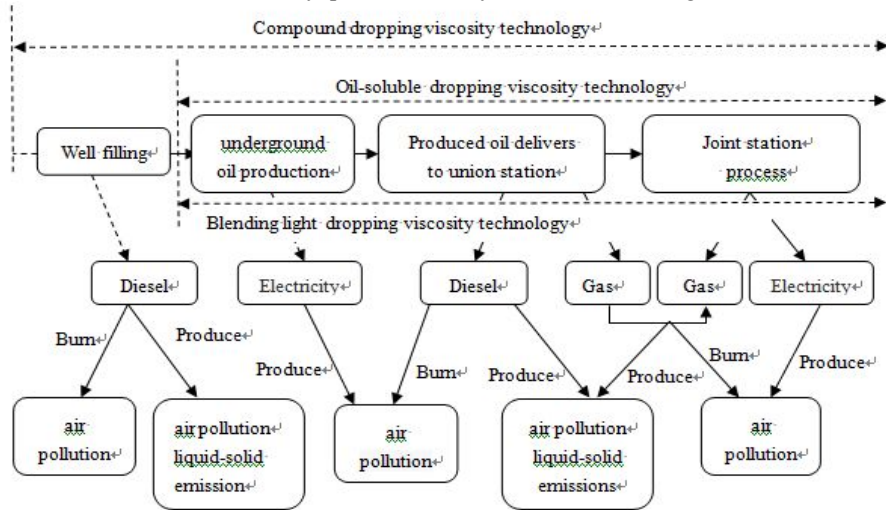 Compound dropping viscosity technology
Oil-soluble dropping viscosity technology
Well filling
underground
oil production
Produced oil delivers
to union station
Joint station
process
Blending light dropping viscosity technology
Diesel
Electricity
Diesel
Gas
Gas
Electricity
Burn
Produce
Produce
Burn
Produce
Produce
Burn
Produce
air
pollution
air pollution
liquid-solid
emission
air
pollution
air pollution
liquid-solid
emissions
air
pollution